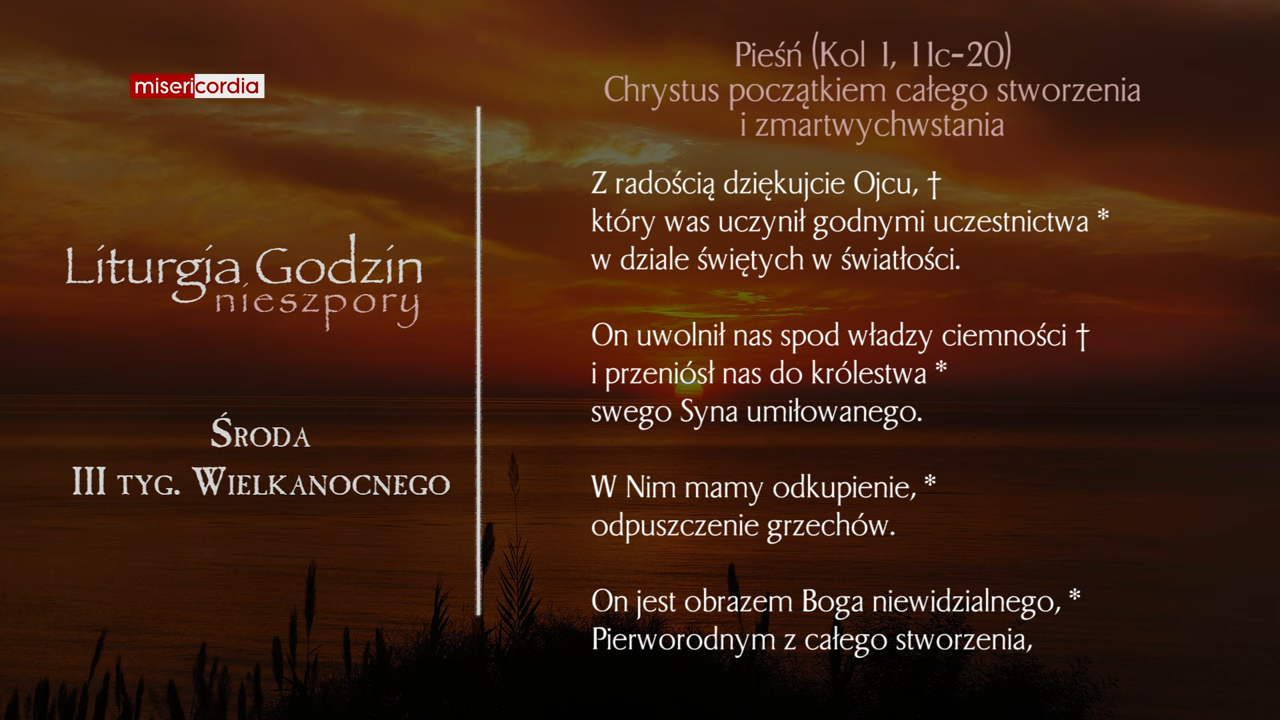 misericordia
Liturgia Godzin
nieszpory
Środa
III tyg. Wielkanocnego
Pieśń (Kol 1, 11c-20)
Chrystus początkiem całego stworzenia
i zmartwychwstania
Z radością dziękujcie Ojcu, †
który was uczynił godnymi uczestnictwa *
w dziale świętych w światłości.
On uwolnił nas spod władzy ciemności †
i przeniósł nas do królestwa *
swego Syna umiłowanego.
W Nim mamy odkupienie, *
odpuszczenie grzechów.
On jest obrazem Boga niewidzialnego, *
Pierworodnym z całego stworzenia,